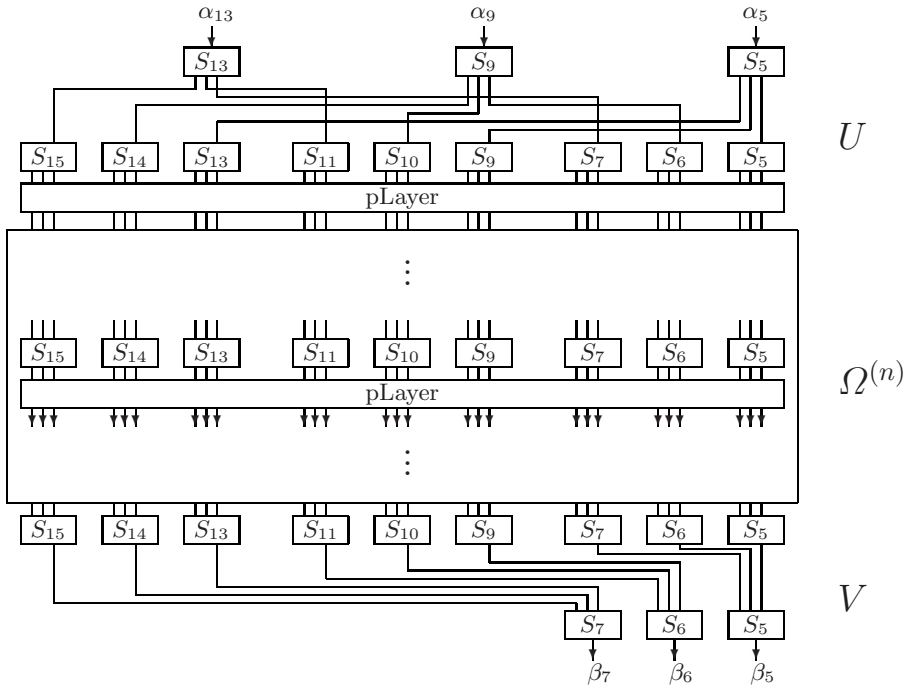 α₁₃ α₉ α₅
S₁₃ S₉ S₅
S₁₅ S₁₄ S₁₃ S₁₁ S₁₀ S₉ S₇ S₆ S₅
U
pLayer
⋮
S₁₅ S₁₄ S₁₃ S₁₁ S₁₀ S₉ S₇ S₆ S₅
Ω⁽ⁿ⁾
pLayer
⋮
S₁₅ S₁₄ S₁₃ S₁₁ S₁₀ S₉ S₇ S₆ S₅
V
S₇ S₆ S₅
β₇ β₆ β₅